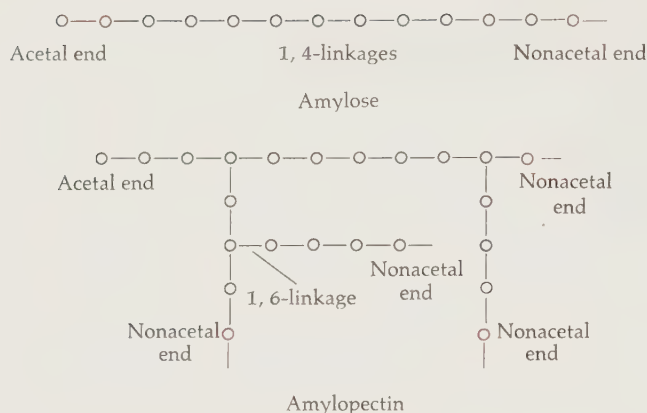 Acetal end 1, 4-linkages Nonacetal end
Amylose
Acetal end
Nonacetal
end
Nonacetal
end
1, 6-linkage
Nonacetal
end
Nonacetal
end
Amylopectin